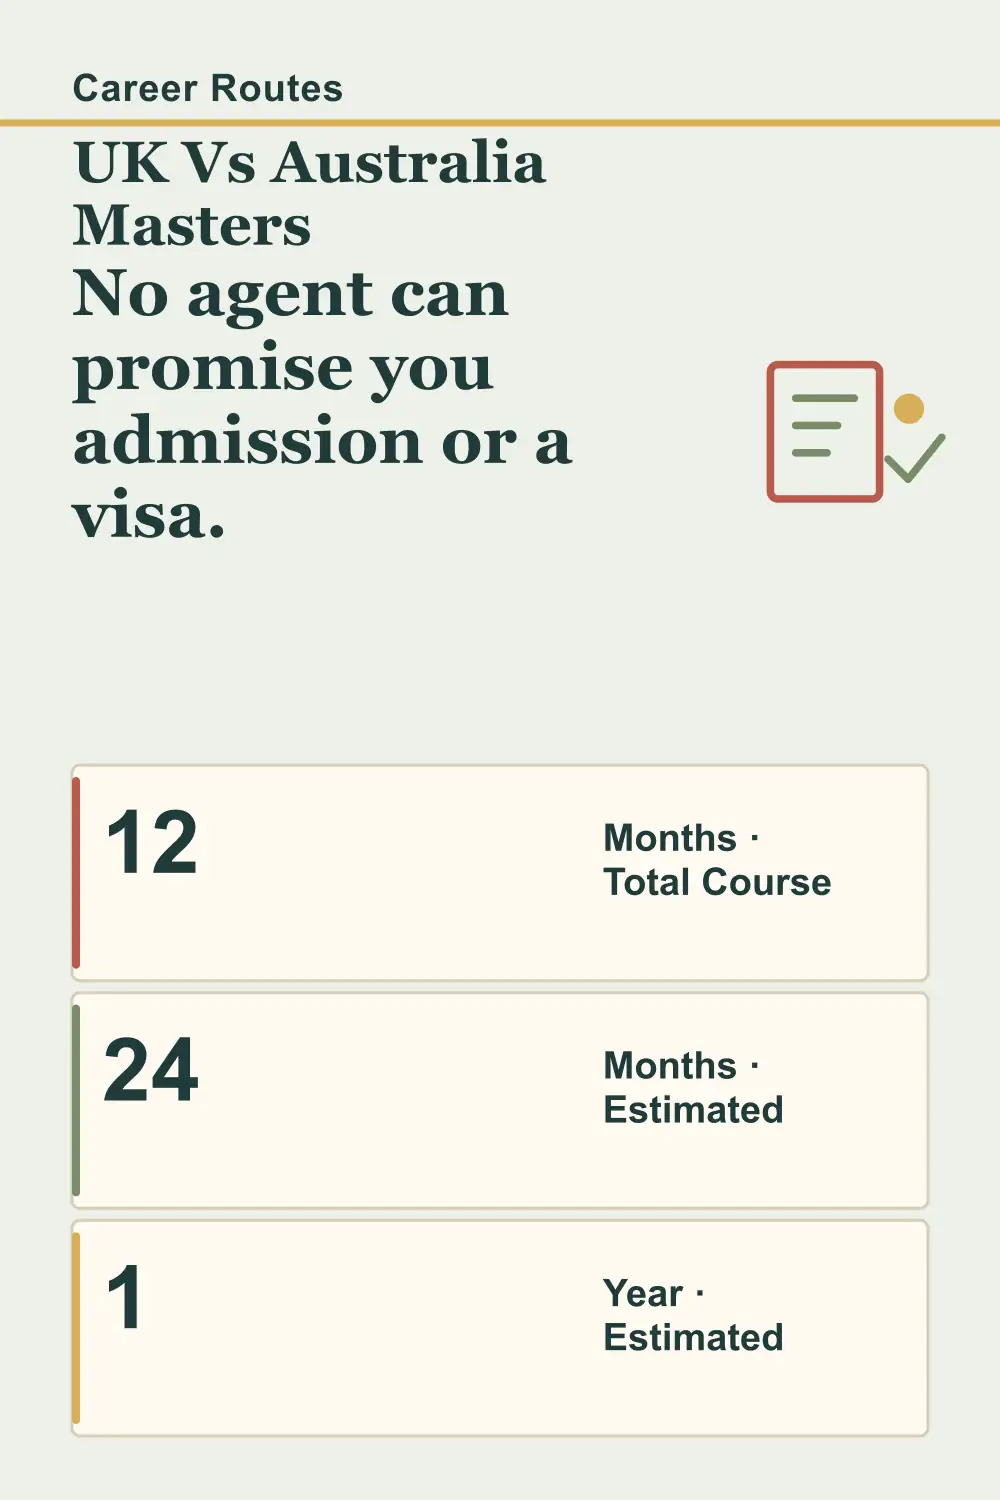 Career Routes
UK Vs Australia
Masters
No agent can
promise you
admission or a
visa.
12
Months ·
Total Course
24
Months ·
Estimated
1
Year ·
Estimated